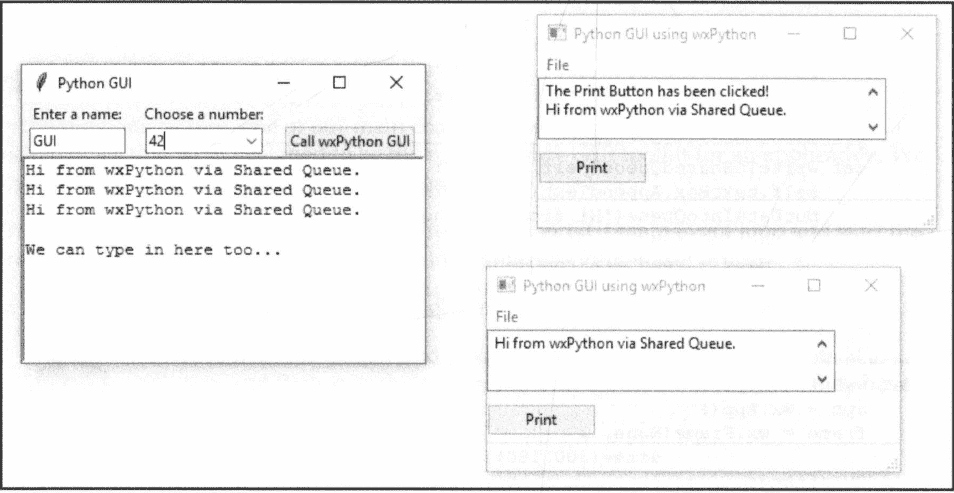 Python GUI
Enter a name: Choose a number:
GUI 42 Call wxPython GUI
Hi from wxPython via Shared Queue.
Hi from wxPython via Shared Queue.
Hi from wxPython via Shared Queue.
We can type in here too...
Python GUI using wxPython
File
The Print Button has been clicked!
Hi from wxPython via Shared Queue.
Print
Python GUI using wxPython
File
Hi from wxPython via Shared Queue.
Print